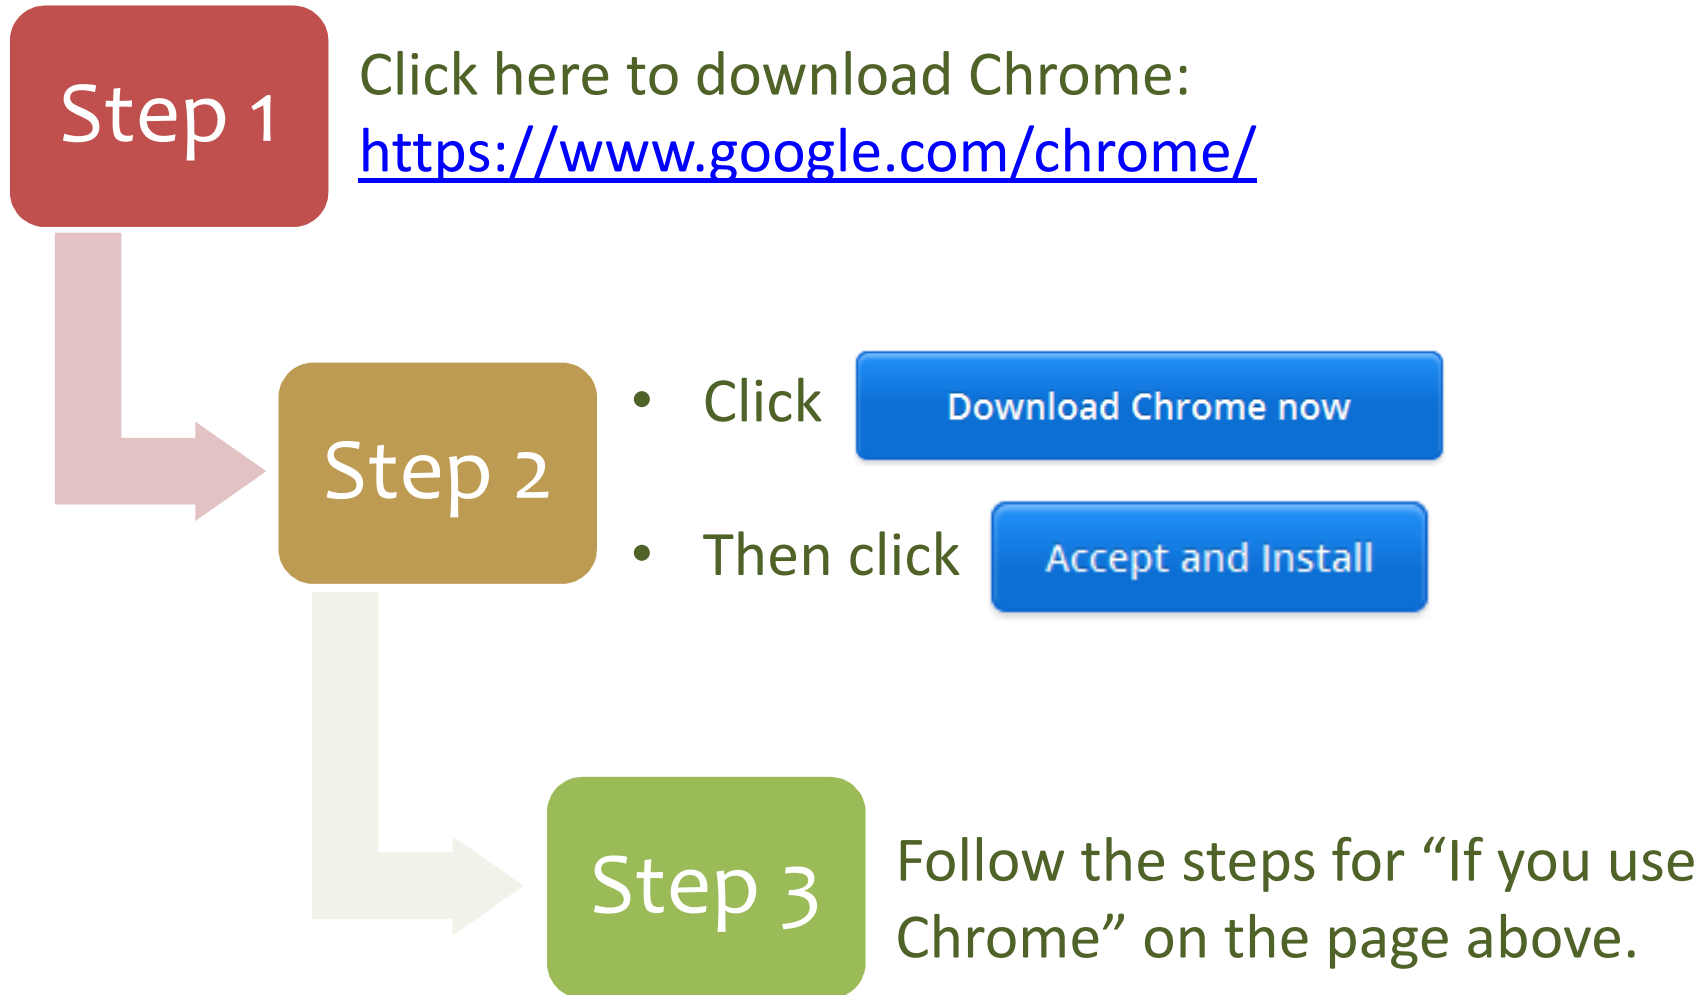 Step 1
Click here to download Chrome:
https://www.google.com/chrome/
Step 2
• Click Download Chrome now
• Then click Accept and Install
Step 3
Follow the steps for “If you use
Chrome” on the page above.